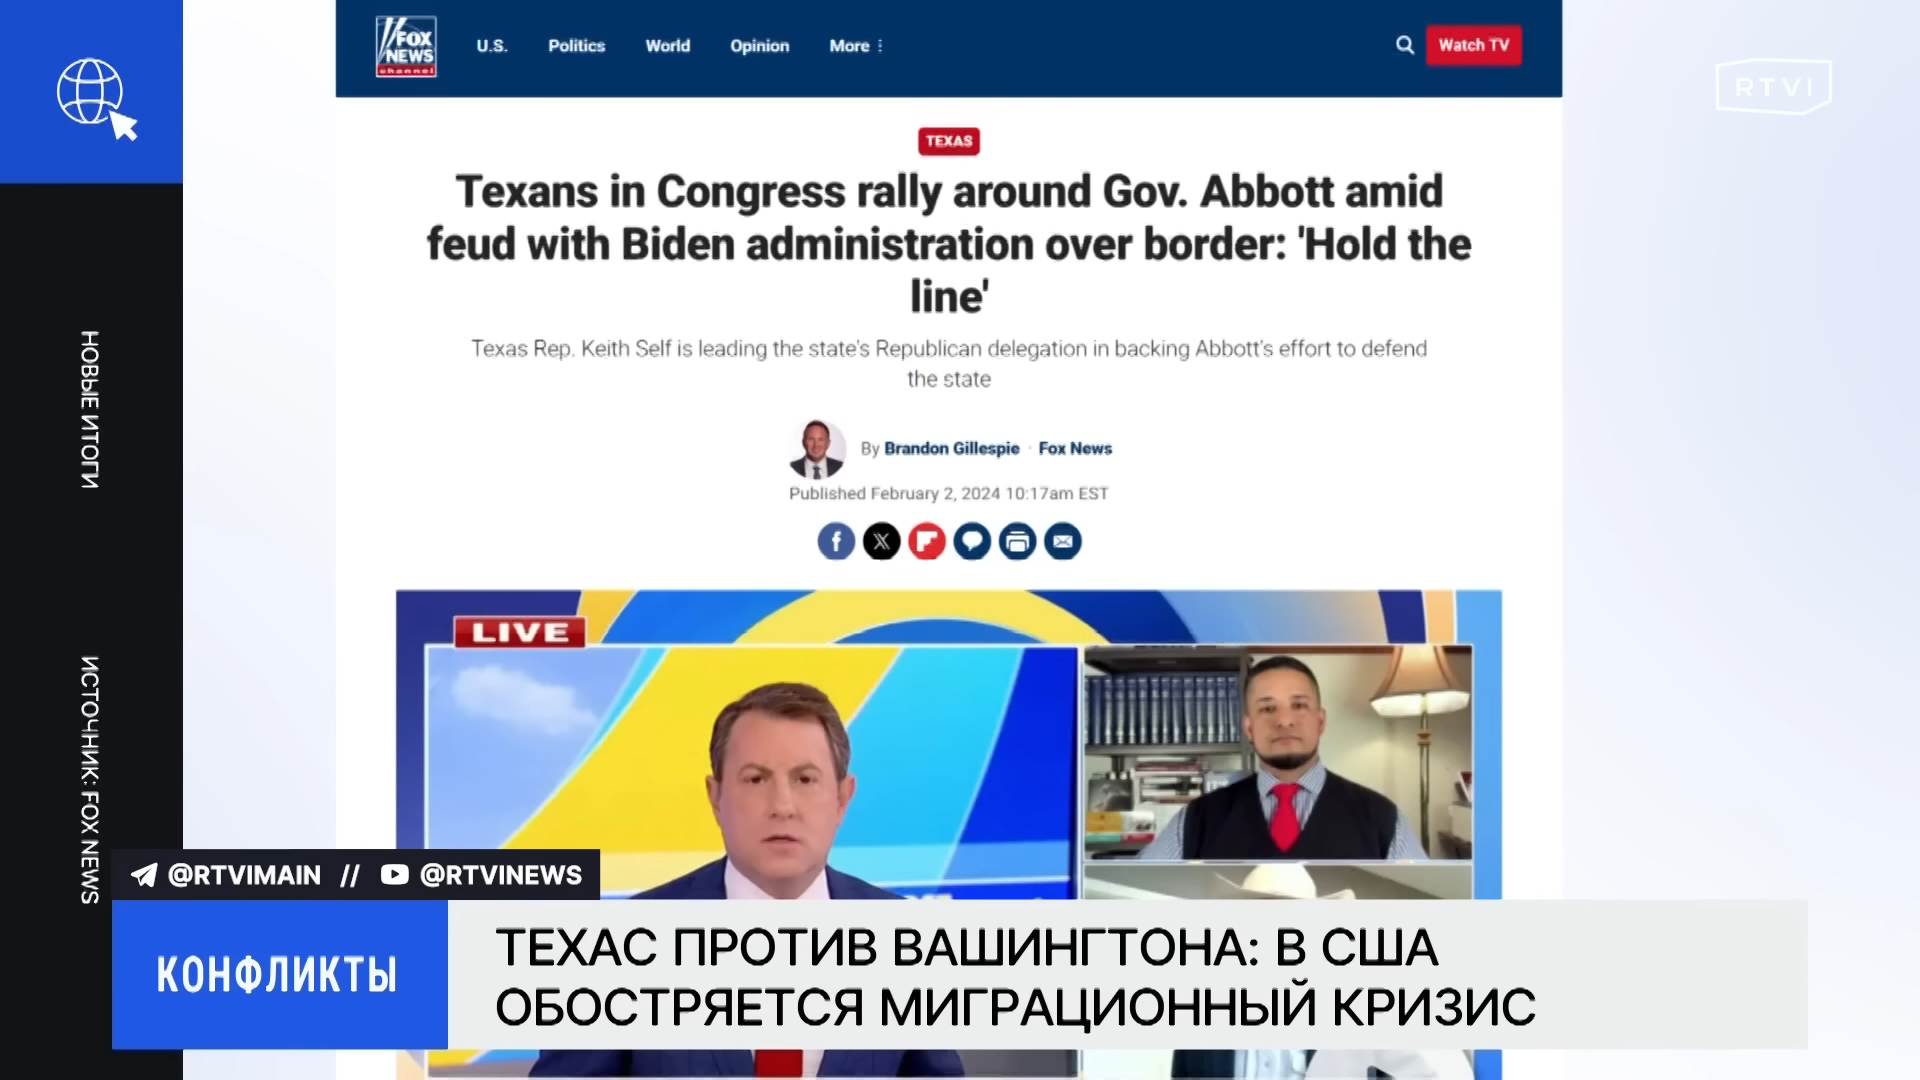 FOX
NEWS
channel
U.S.
Politics
World
Opinion
More
Watch TV
RTVI
TEXAS
Texans in Congress rally around Gov. Abbott amid
feud with Biden administration over border: 'Hold the
line'
Texas Rep. Keith Self is leading the state's Republican delegation in backing Abbott's effort to defend
the state
By Brandon Gillespie · Fox News
Published February 2, 2024 10:17am EST
LIVE
НОВЫЕ ИТОГИ
ИСТОЧНИК: FOX NEWS
@RTVIMAIN // @RTVINEWS
КОНФЛИКТЫ
ТЕХАС ПРОТИВ ВАШИНГТОНА: В США
ОБОСТРЯЕТСЯ МИГРАЦИОННЫЙ КРИЗИС